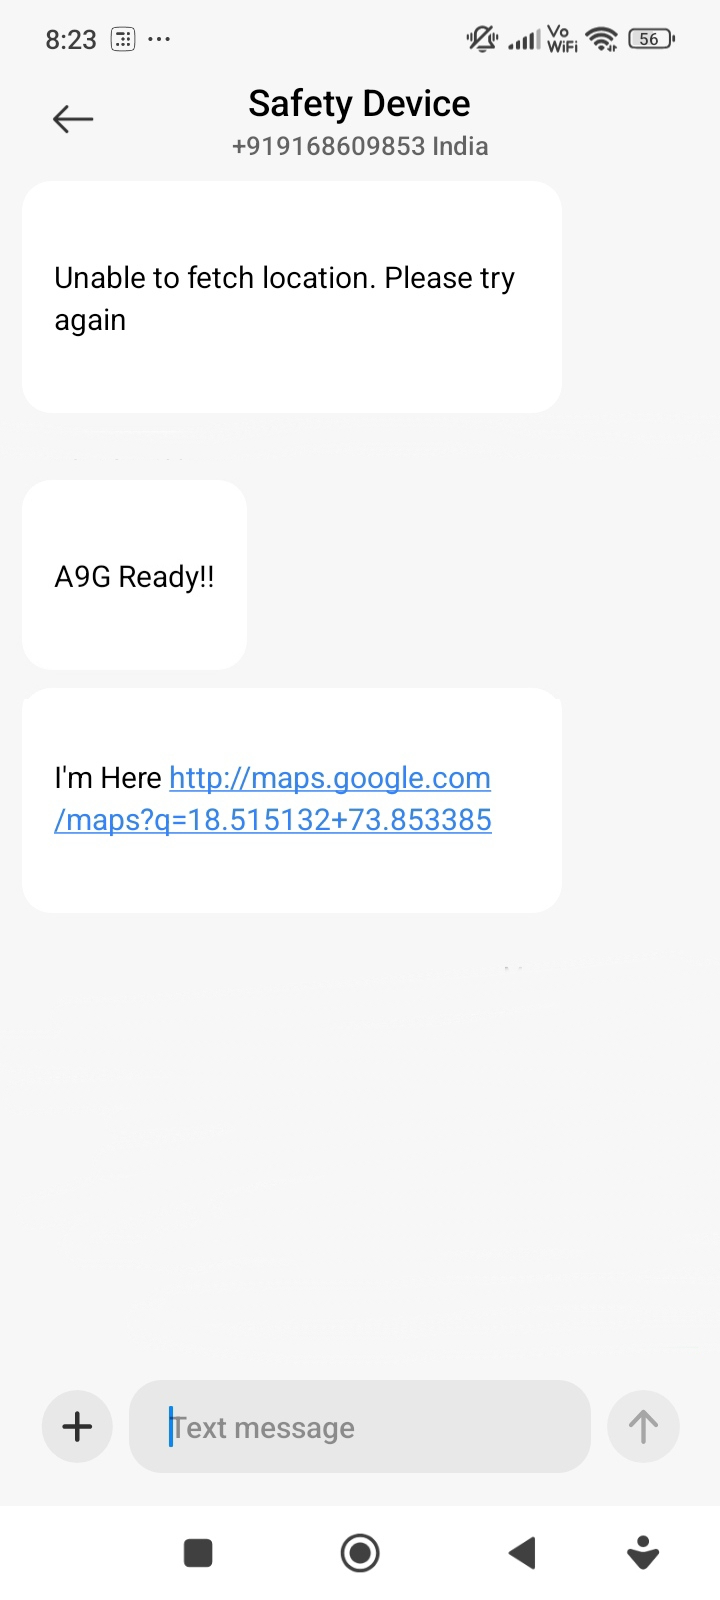 8:23
Vo
WiFi
56
Safety Device
+919168609853 India
Unable to fetch location. Please try
again
A9G Ready!!
I'm Here http://maps.google.com
/maps?q=18.515132+73.853385
Text message